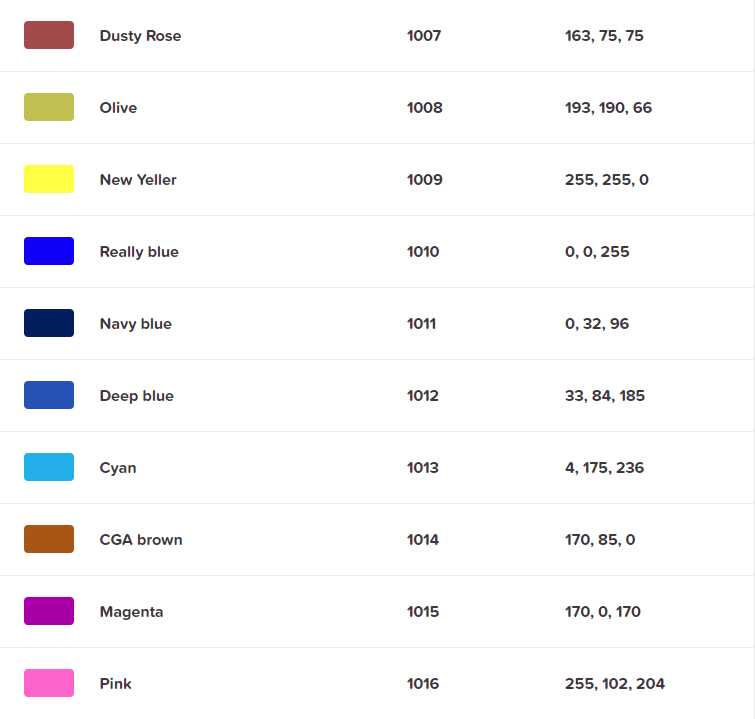 Dusty Rose 1007 163, 75, 75
Olive 1008 193, 190, 66
New Yeller 1009 255, 255, 0
Really blue 1010 0, 0, 255
Navy blue 1011 0, 32, 96
Deep blue 1012 33, 84, 185
Cyan 1013 4, 175, 236
CGA brown 1014 170, 85, 0
Magenta 1015 170, 0, 170
Pink 1016 255, 102, 204